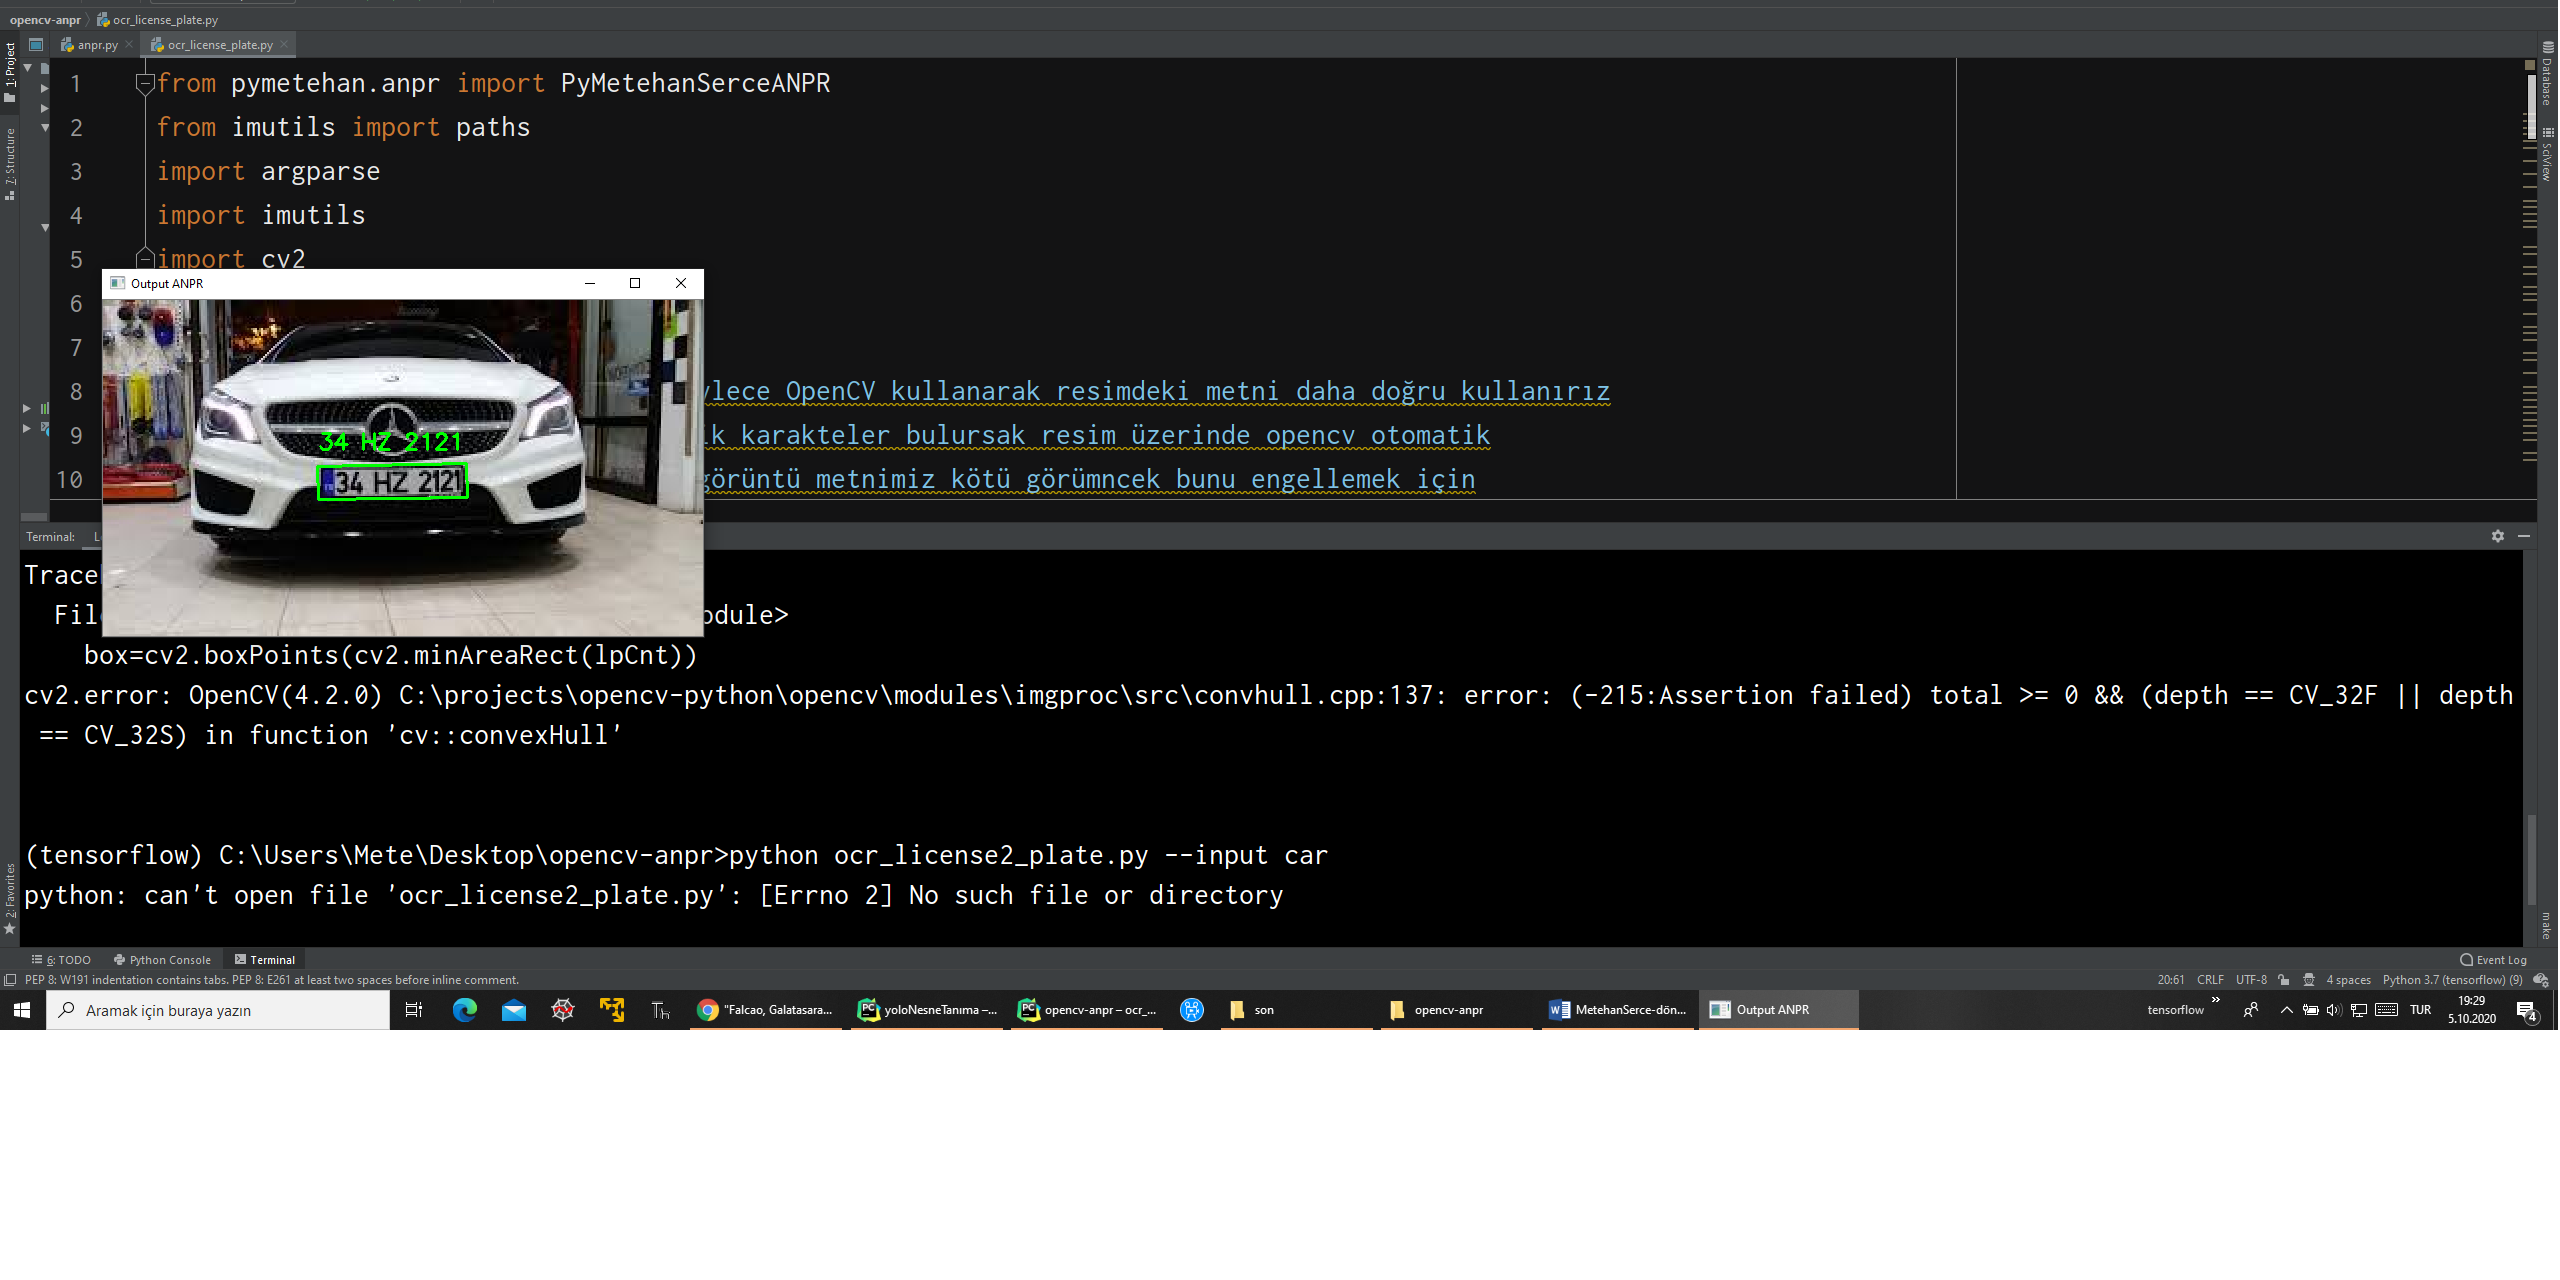 opencv-anpr ocr_license_plate.py
anpr.py ocr_license_plate.py
1: Project
7: Structure
2: Favorites
Database
SciView
make
1 from pymetehan.anpr import PyMetehanSerceANPR
2 from imutils import paths
3 import argparse
4 import imutils
5 import cv2
6
7
8 ylece OpenCV kullanarak resimdeki metni daha doğru kullanırız
9 ik karakteler bulursak resim üzerinde opencv otomatik
10 görüntü metnimiz kötü görümncek bunu engellemek için
Output ANPR
34 HZ 2121
34 HZ 2121
Terminal: L
Trace
File odule>
box=cv2.boxPoints(cv2.minAreaRect(lpCnt))
cv2.error: OpenCV(4.2.0) C:\projects\opencv-python\opencv\modules\imgproc\src\convhull.cpp:137: error: (-215:Assertion failed) total >= 0 && (depth == CV_32F || depth
== CV_32S) in function 'cv::convexHull'
(tensorflow) C:\Users\Mete\Desktop\opencv-anpr>python ocr_license2_plate.py --input car
python: can't open file 'ocr_license2_plate.py': [Errno 2] No such file or directory
6: TODO Python Console Terminal Event Log
PEP 8: W191 indentation contains tabs. PEP 8: E261 at least two spaces before inline comment. 20:61 CRLF UTF-8 4 spaces Python 3.7 (tensorflow) (9)
Aramak için buraya yazın "Falcao, Galatasara... yoloNesneTanıma –... opencv-anpr – ocr_... son opencv-anpr MetehanSerce-dön... Output ANPR tensorflow TUR 19:29
5.10.2020 4